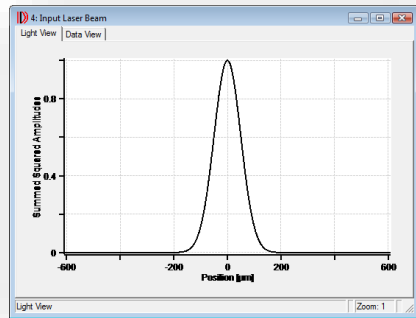 4: Input Laser Beam
Light View Data View
Summed Squared Amplitudes
0.8
0.4
0
-600 -200 0 200 600
Position [µm]
Light View Zoom: 1